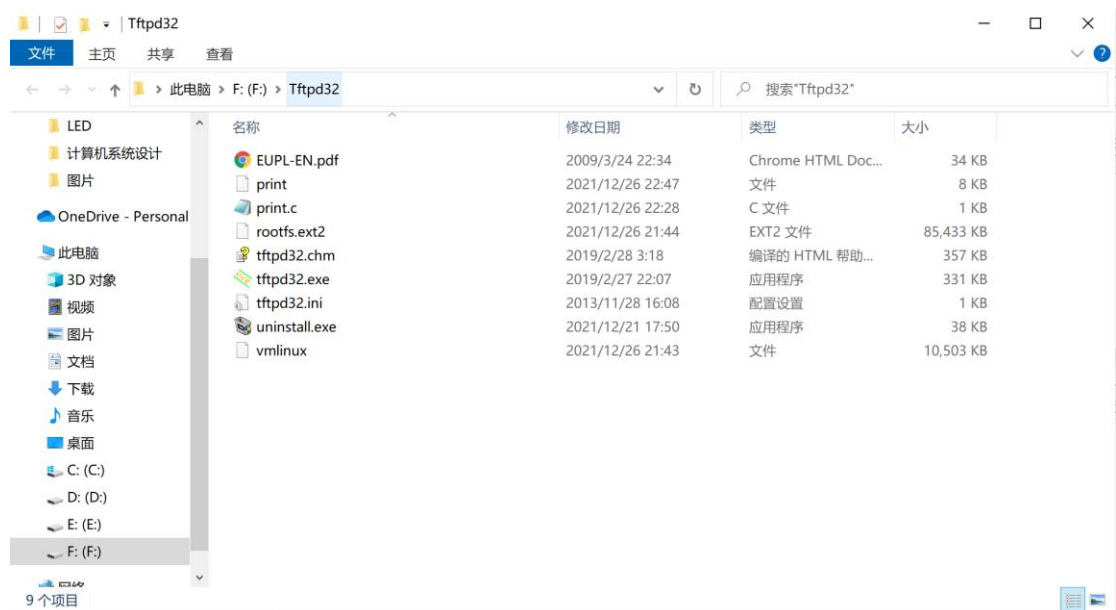 Tftpd32
文件 主页 共享 查看
此电脑 > F: (F:) > Tftpd32 搜索"Tftpd32"
LED
计算机系统设计
图片
OneDrive - Personal
此电脑
3D 对象
视频
图片
文档
下载
音乐
桌面
C: (C:)
D: (D:)
E: (E:)
F: (F:)
网络
名称 修改日期 类型 大小
EUPL-EN.pdf 2009/3/24 22:34 Chrome HTML Doc... 34 KB
print 2021/12/26 22:47 文件 8 KB
print.c 2021/12/26 22:28 C 文件 1 KB
rootfs.ext2 2021/12/26 21:44 EXT2 文件 85,433 KB
tftpd32.chm 2019/2/28 3:18 编译的 HTML 帮助... 357 KB
tftpd32.exe 2019/2/27 22:07 应用程序 331 KB
tftpd32.ini 2013/11/28 16:08 配置设置 1 KB
uninstall.exe 2021/12/21 17:50 应用程序 38 KB
vmlinux 2021/12/26 21:43 文件 10,503 KB
9 个项目